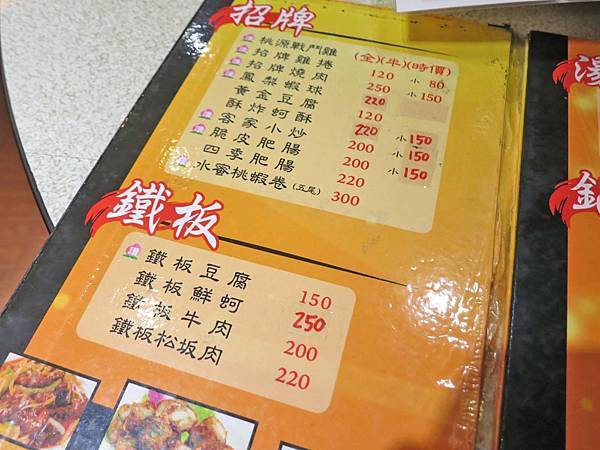 招牌
桃源戰鬥雞 (全)(半)(時價)
招牌雞捲 120 小 80
招牌燒肉 250 小 150
鳳梨蝦球 220
黃金豆腐 120
酥炸蚵酥 220 小 150
客家小炒 200 小 150
脆皮肥腸 200 小 150
四季肥腸 220
水蜜桃蝦卷(五尾) 300
鐵板
鐵板豆腐 150
鐵板鮮蚵 250
鐵板牛肉 200
鐵板松坂肉 220
湯